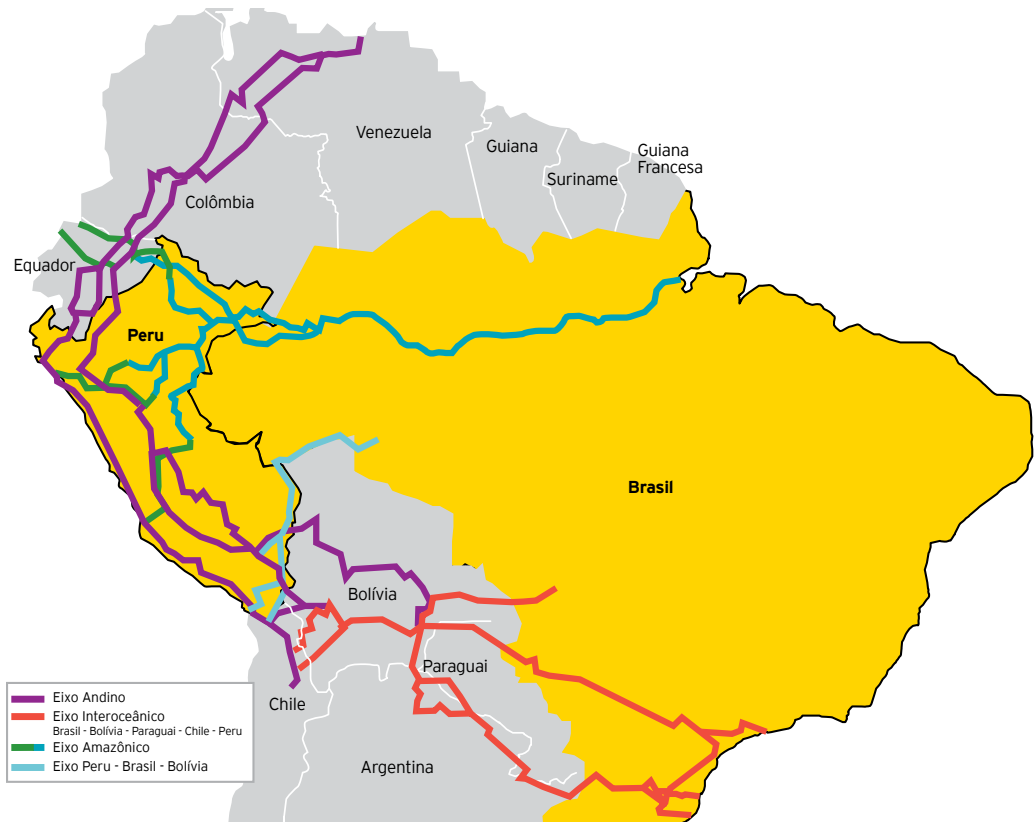 Venezuela
Guiana
Guiana
Francesa
Suriname
Colômbia
Equador
Peru
Brasil
Bolívia
Paraguai
Chile
Argentina
Eixo Andino
Eixo Interoceânico
Brasil - Bolívia - Paraguai - Chile - Peru
Eixo Amazônico
Eixo Peru - Brasil - Bolívia